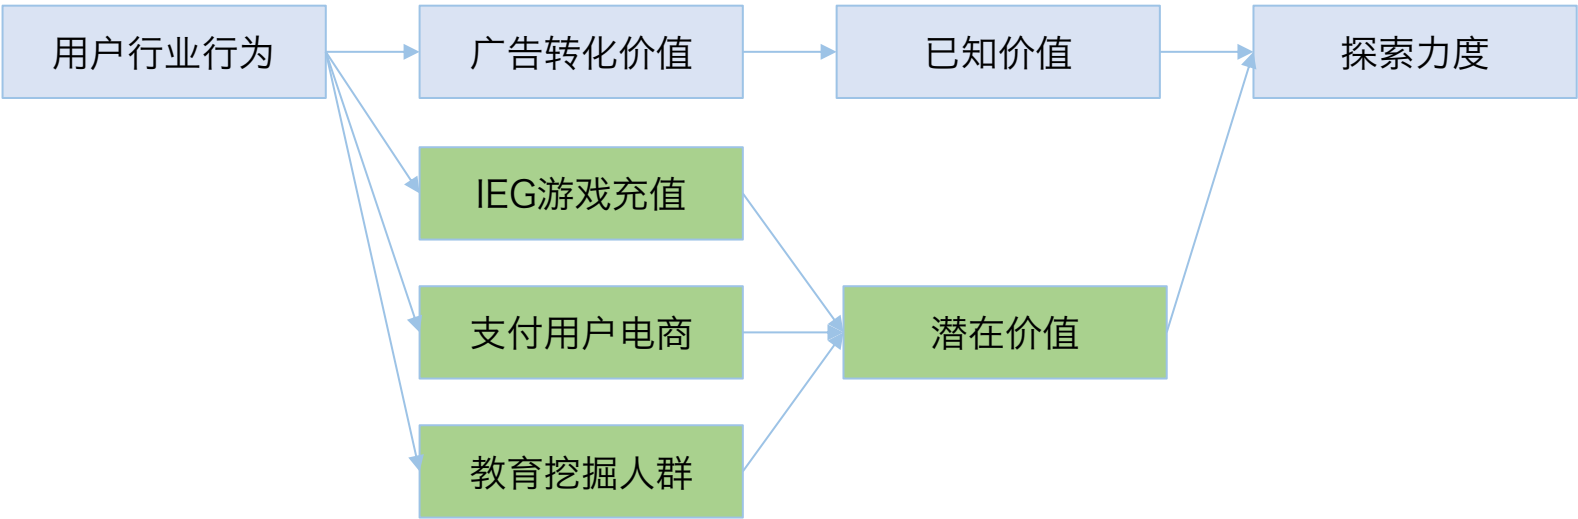 用户行业行为
广告转化价值
已知价值
探索力度
IEG游戏充值
支付用户电商
潜在价值
教育挖掘人群